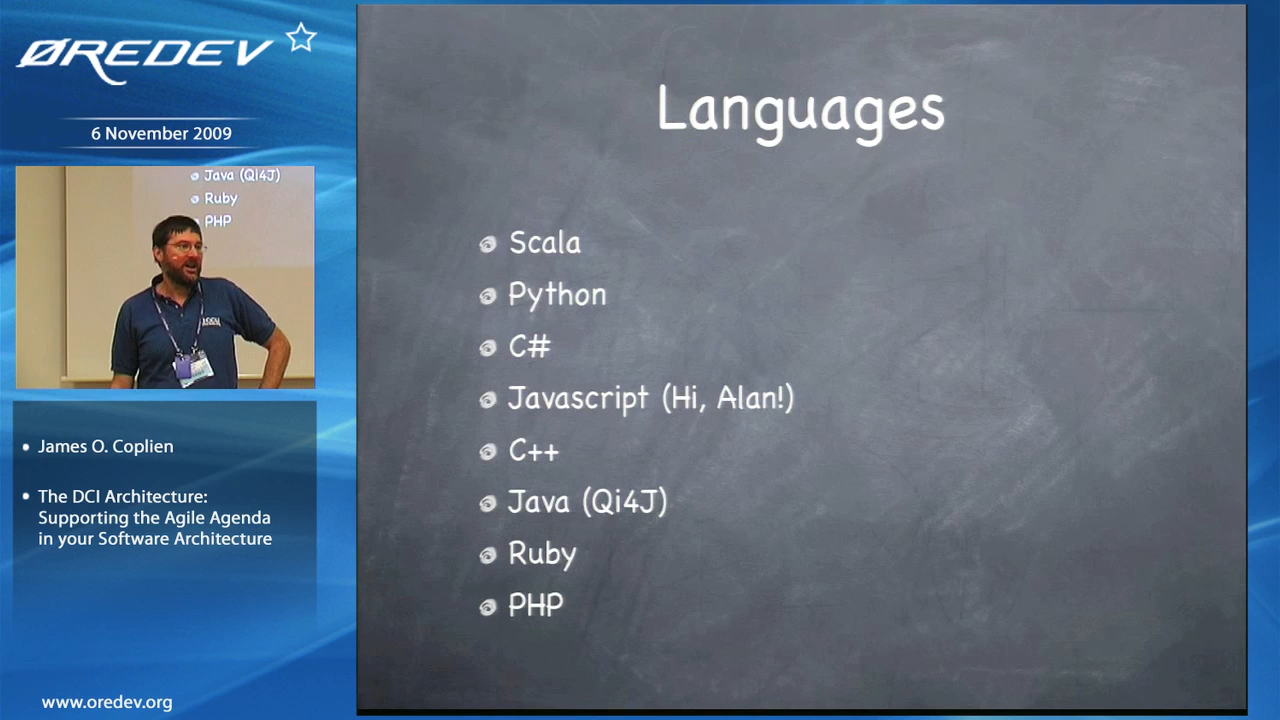 ØREDEV
6 November 2009
Java (Qi4J)
Ruby
PHP
James O. Coplien
The DCI Architecture:
Supporting the Agile Agenda
in your Software Architecture
www.oredev.org
Languages
Scala
Python
C#
Javascript (Hi, Alan!)
C++
Java (Qi4J)
Ruby
PHP